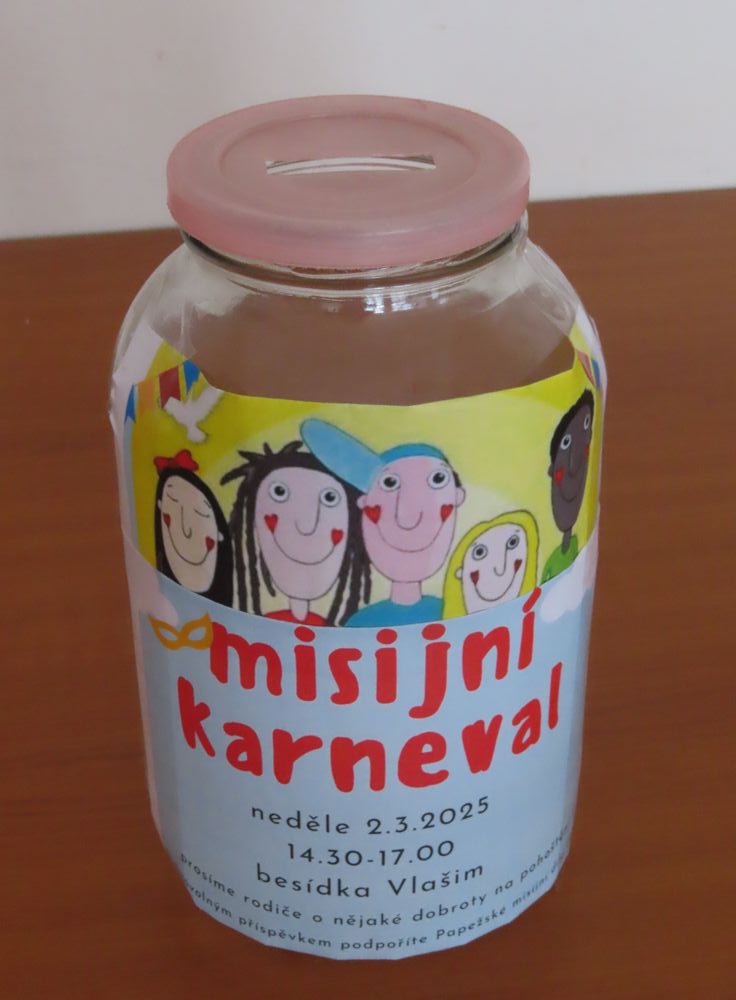 misijní
karneval
neděle 2.3.2025
14.30-17.00
besídka Vlašim
prosíme rodiče o nějaké dobroty na
příspěvkem podpoříte Papežské misijní